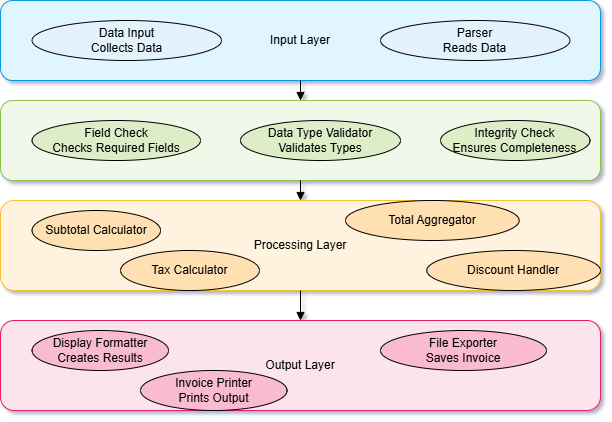 Data Input
Collects Data
Input Layer
Parser
Reads Data
Field Check
Checks Required Fields
Data Type Validator
Validates Types
Integrity Check
Ensures Completeness
Subtotal Calculator
Total Aggregator
Processing Layer
Tax Calculator
Discount Handler
Display Formatter
Creates Results
Output Layer
File Exporter
Saves Invoice
Invoice Printer
Prints Output